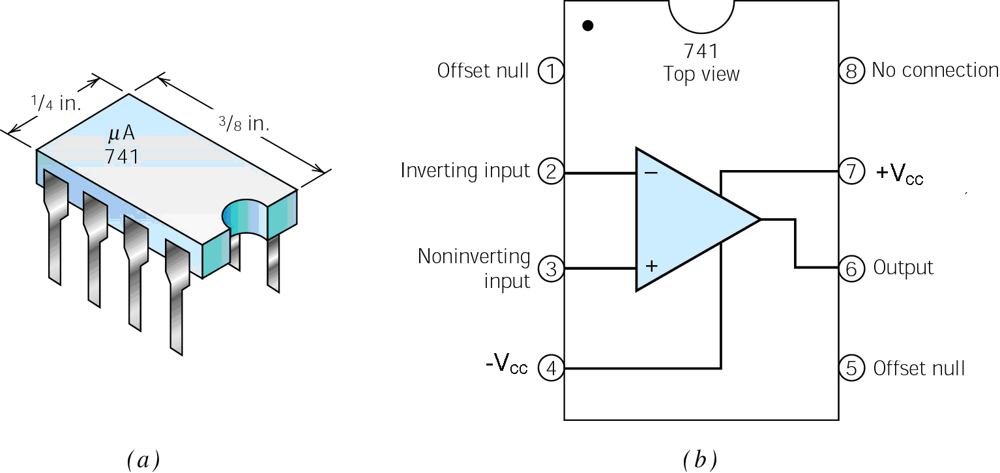 1/4 in.
3/8 in.
μA
741
(a)
741
Top view
Offset null 1
8 No connection
Inverting input 2
7 +Vcc
Noninverting
input
3
6 Output
-Vcc 4
5 Offset null
−
+
(b)